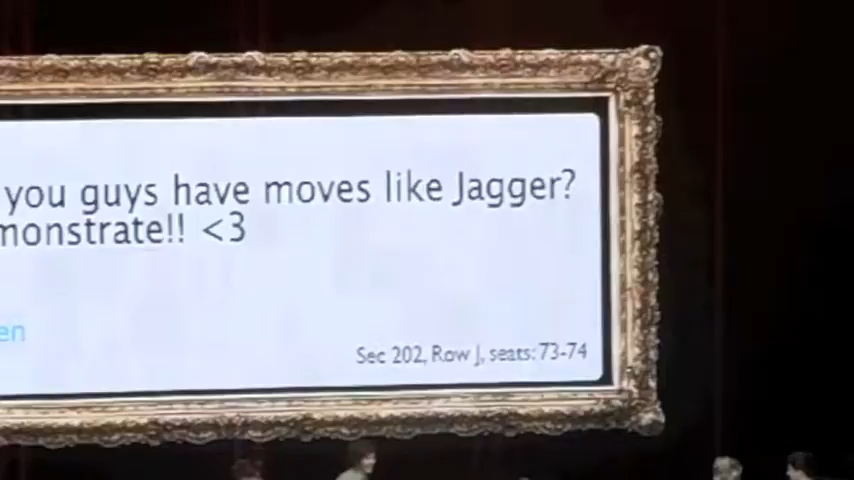 you guys have moves like Jagger?
monstrate!! <3
en
Sec 202, Row J, seats: 73-74